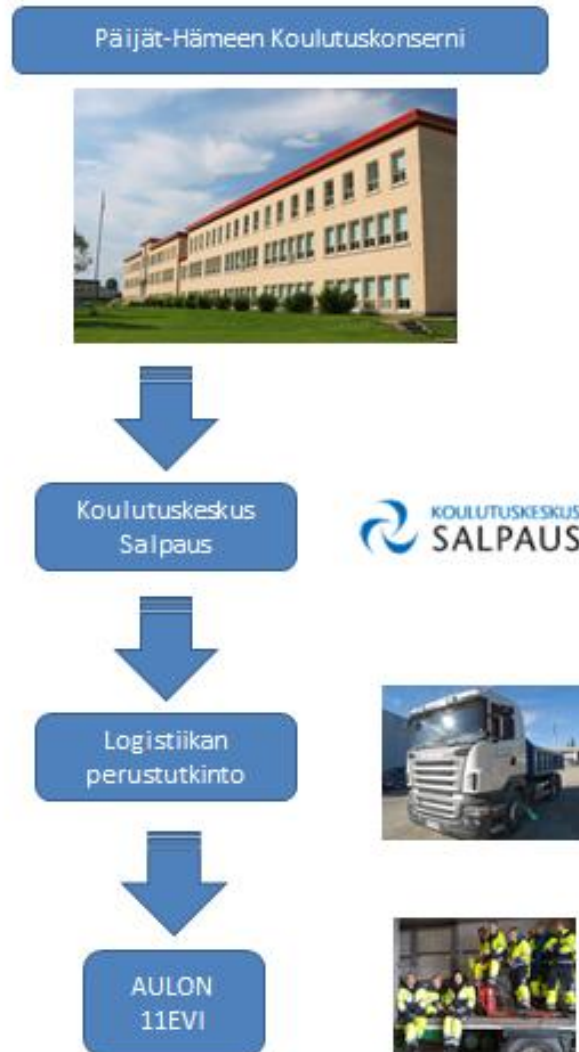 Päijät-Hämeen Koulutuskonserni
Koulutuskeskus
Salpaus
KOULUTUSKESKUS
SALPAUS
Logistiikan
perustutkinto
AULON
11EVI